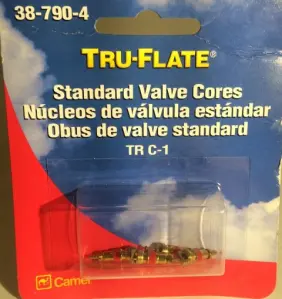 38-790-4
TRU-FLATE®
Standard Valve Cores
Núcleos de válvula estándar
Obus de valve standard
TR C-1
Camel